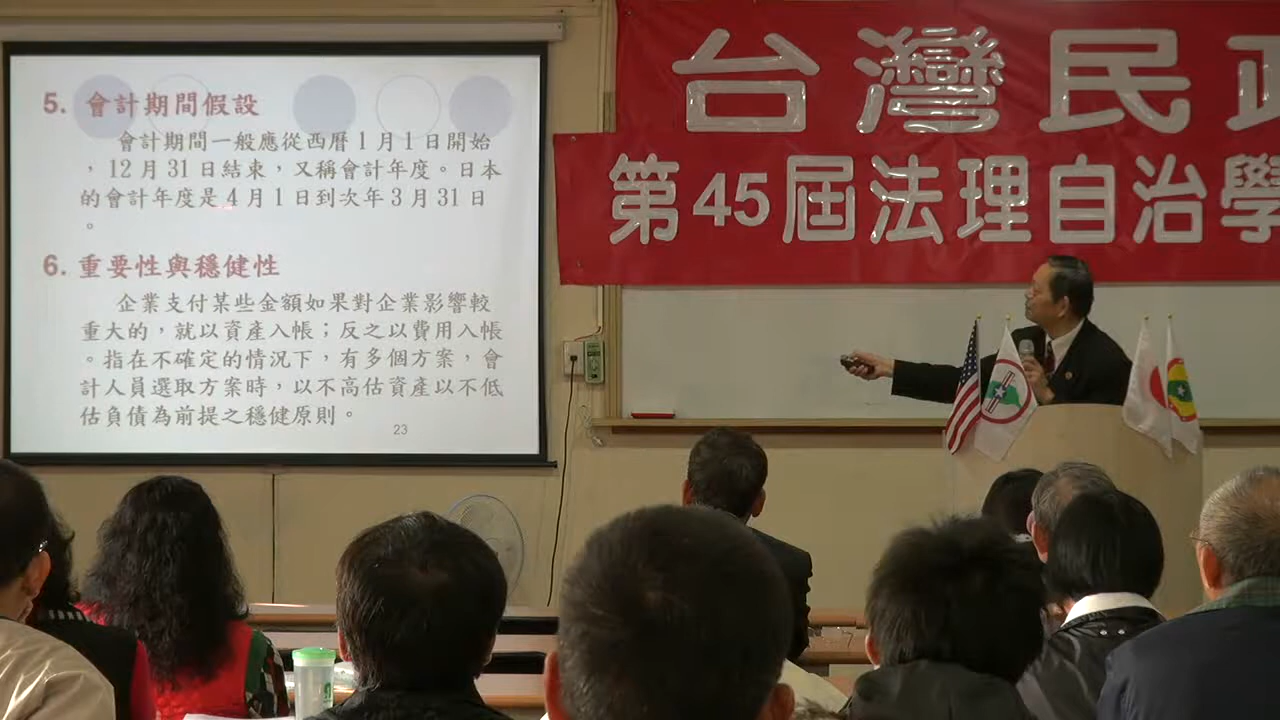 5. 會計期間假設
會計期間一般應從西曆1月1日開始
，12月31日結束，又稱會計年度。日本
的會計年度是4月1日到次年3月31日
。
6. 重要性與穩健性
企業支付某些金額如果對企業影響較
重大的，就以資產入帳；反之以費用入帳
。指在不確定的情況下，有多個方案，會
計人員選取方案時，以不高估資產以不低
估負債為前提之穩健原則。
23
台灣民政
第45屆法理自治學